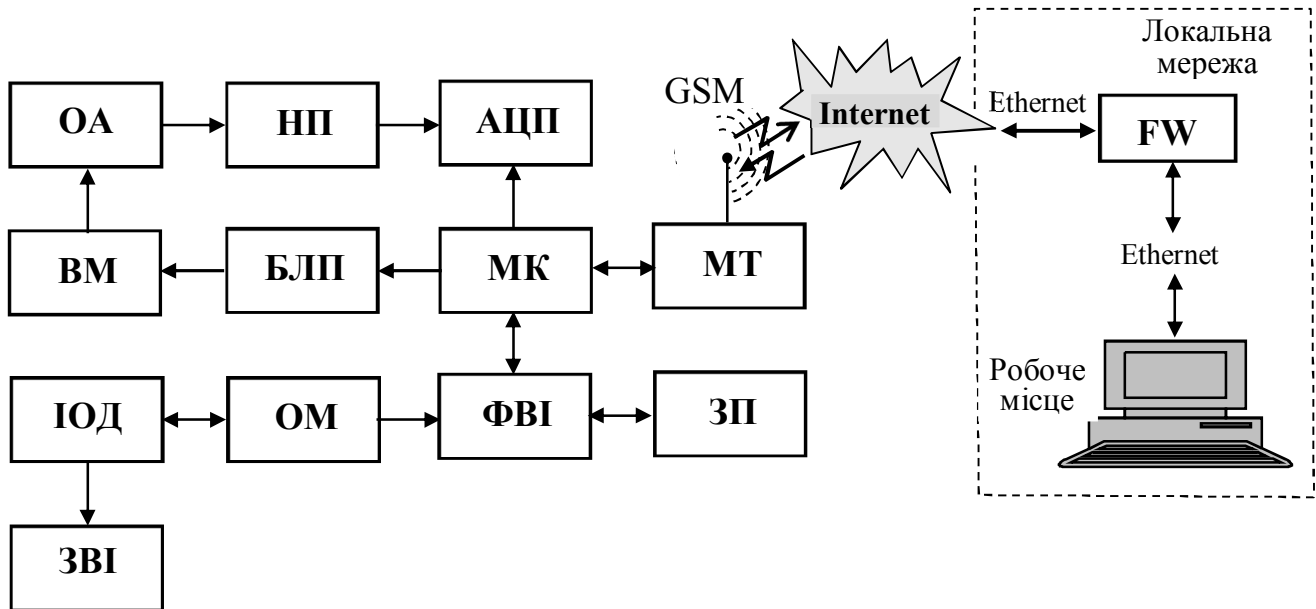 Локальна
мережа
GSM
Internet
Ethernet
FW
ОА
НП
АЦП
ВМ
БЛП
МК
МТ
Ethernet
ІОД
ОМ
ФВІ
ЗП
Робоче
місце
ЗВІ